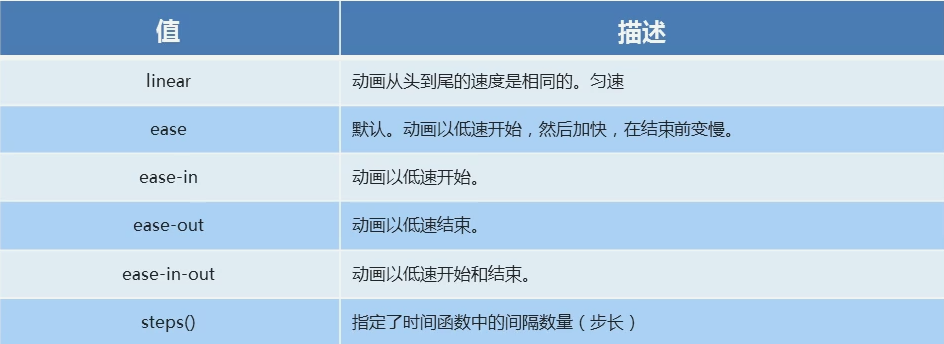 值 描述
linear 动画从头到尾的速度是相同的。匀速
ease 默认。动画以低速开始，然后加快，在结束前变慢。
ease-in 动画以低速开始。
ease-out 动画以低速结束。
ease-in-out 动画以低速开始和结束。
steps() 指定了时间函数中的间隔数量（步长）